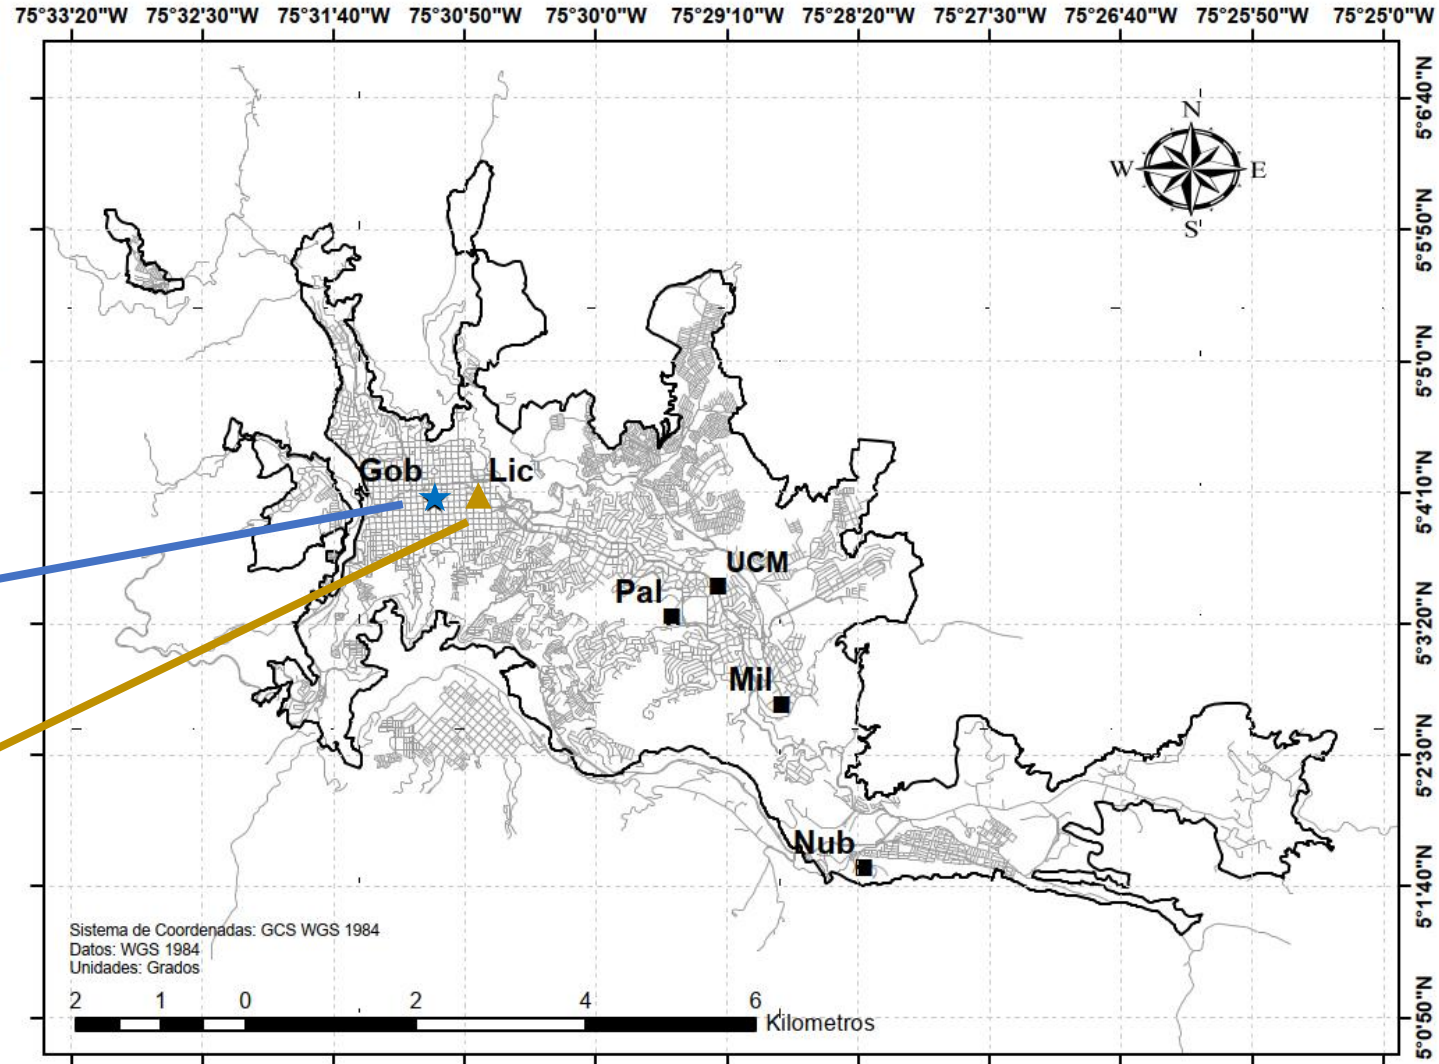 75°33'20"W 75°32'30"W 75°31'40"W 75°30'50"W 75°30'0"W 75°29'10"W 75°28'20"W 75°27'30"W 75°26'40"W 75°25'50"W 75°25'0"W
5°6'40"N
N
W E
S
5°5'50"N
5°5'0"N
Gob Lic
5°4'10"N
UCM
Pal
5°3'20"N
Mil
5°2'30"N
Nub
5°1'40"N
Sistema de Coordenadas: GCS WGS 1984
Datos: WGS 1984
Unidades: Grados
2 1 0 2 4 6
Kilometros
5°0'50"N